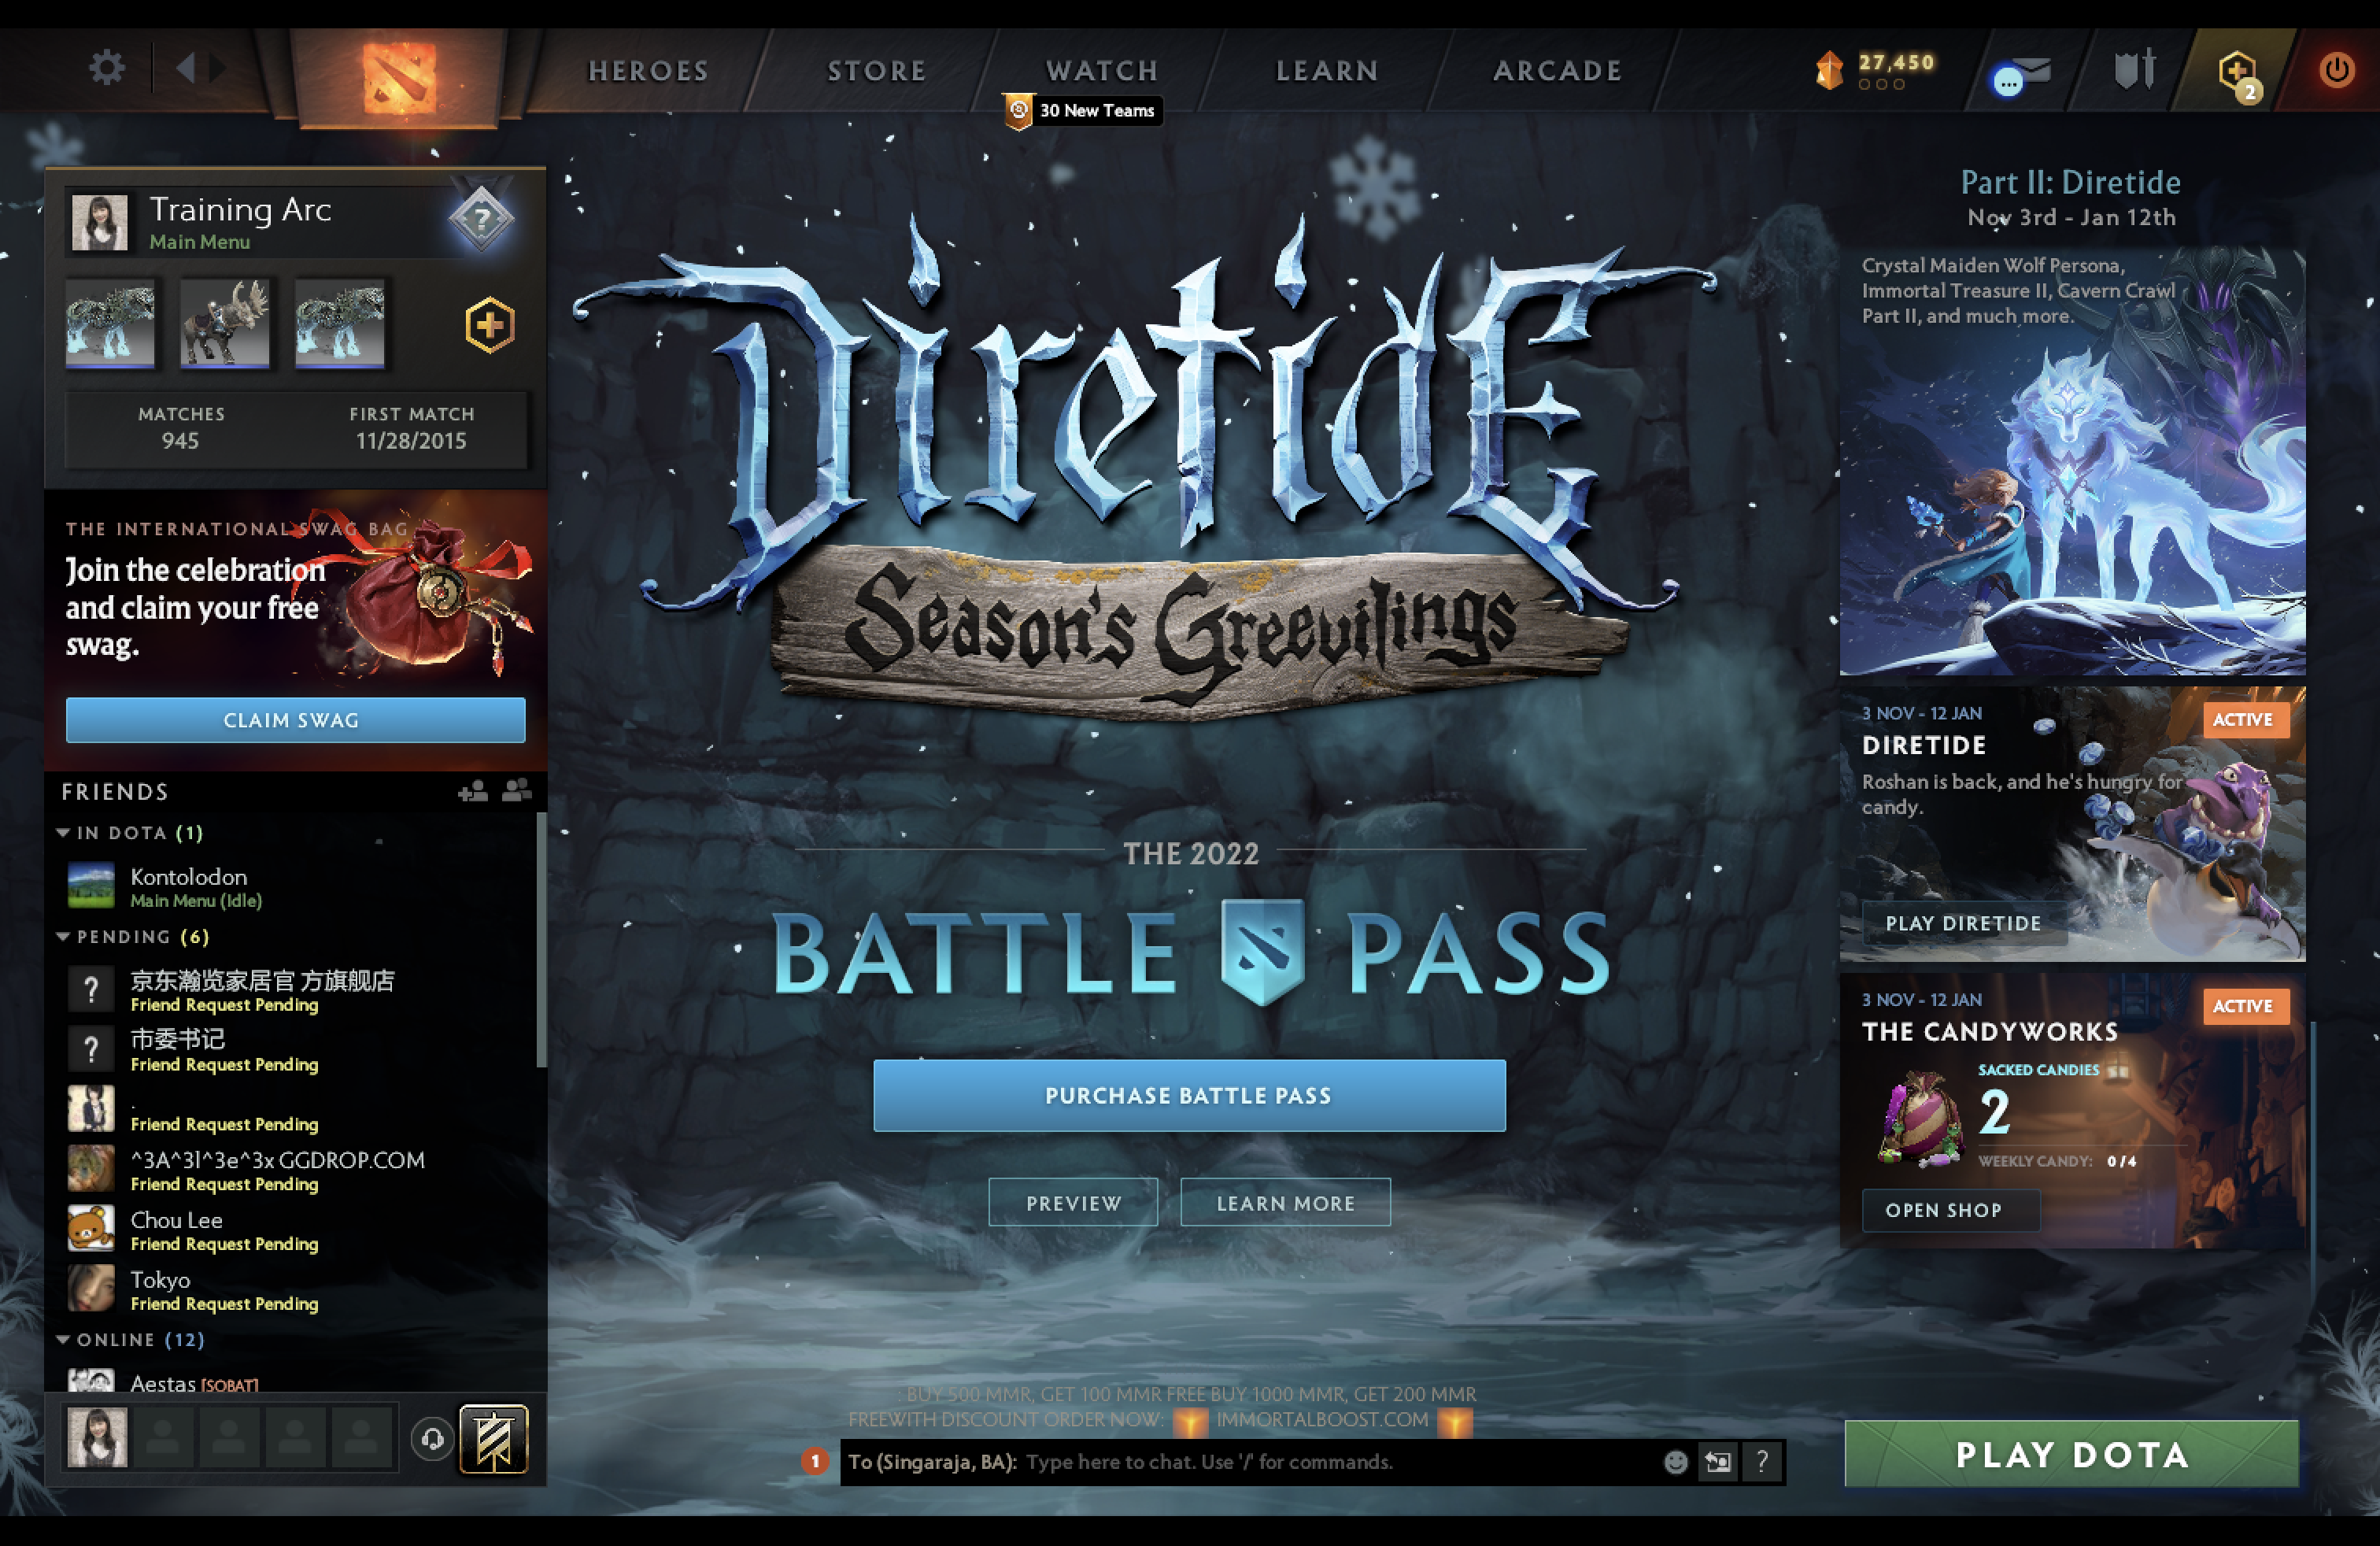 HEROES
STORE
WATCH
LEARN
ARCADE
27,450
...
2
30 New Teams
Training Arc
Main Menu
?
MATCHES
945
FIRST MATCH
11/28/2015
THE INTERNATIONAL SWAG BAG
Join the celebration
and claim your free
swag.
CLAIM SWAG
FRIENDS
IN DOTA (1)
Kontolodon
Main Menu (Idle)
PENDING (6)
?
京东瀚览家居官 方旗舰店
Friend Request Pending
?
市委书记
Friend Request Pending
.
Friend Request Pending
^3A^3l^3e^3x GGDROP.COM
Friend Request Pending
Chou Lee
Friend Request Pending
Tokyo
Friend Request Pending
ONLINE (12)
Aestas [SOBAT]
Diretide
Season's Greevilings
THE 2022
BATTLE PASS
PURCHASE BATTLE PASS
PREVIEW
LEARN MORE
: BUY 500 MMR, GET 100 MMR FREE BUY 1000 MMR, GET 200 MMR
FREEWITH DISCOUNT ORDER NOW: IMMORTALBOOST.COM
1
To (Singaraja, BA): Type here to chat. Use '/' for commands.
?
Part II: Diretide
Nov 3rd - Jan 12th
Crystal Maiden Wolf Persona,
Immortal Treasure II, Cavern Crawl
Part II, and much more.
3 NOV - 12 JAN
ACTIVE
DIRETIDE
Roshan is back, and he's hungry for
candy.
PLAY DIRETIDE
3 NOV - 12 JAN
ACTIVE
THE CANDYWORKS
SACKED CANDIES
2
WEEKLY CANDY: 0/4
OPEN SHOP
PLAY DOTA